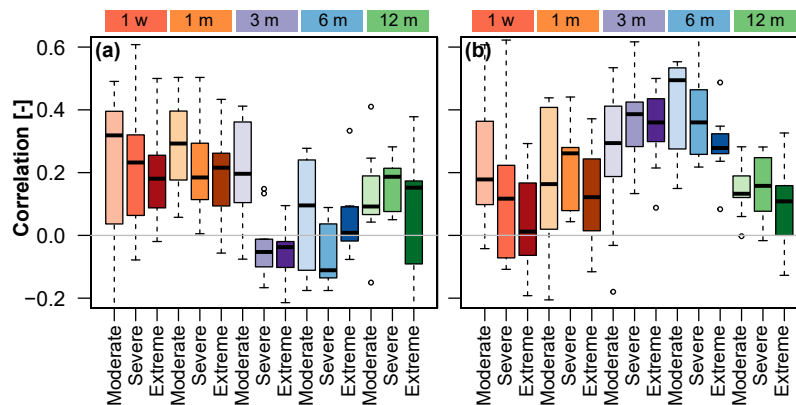 1 w 1 m 3 m 6 m 12 m 1 w 1 m 3 m 6 m 12 m
(a) (b)
Correlation [-]
0.6
0.4
0.2
0.0
−0.2
Moderate Severe Extreme Moderate Severe Extreme Moderate Severe Extreme Moderate Severe Extreme Moderate Severe Extreme Moderate Severe Extreme Moderate Severe Extreme Moderate Severe Extreme Moderate Severe Extreme Moderate Severe Extreme